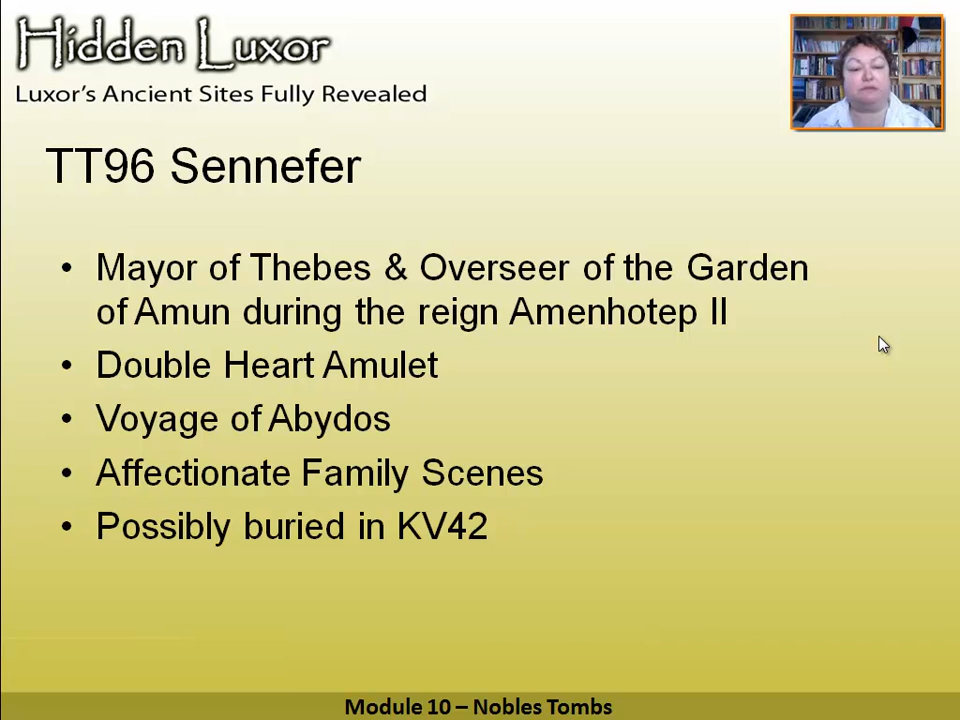 Hidden Luxor
Luxor's Ancient Sites Fully Revealed
TT96 Sennefer
• Mayor of Thebes & Overseer of the Garden
of Amun during the reign Amenhotep II
• Double Heart Amulet
• Voyage of Abydos
• Affectionate Family Scenes
• Possibly buried in KV42
Module 10 – Nobles Tombs